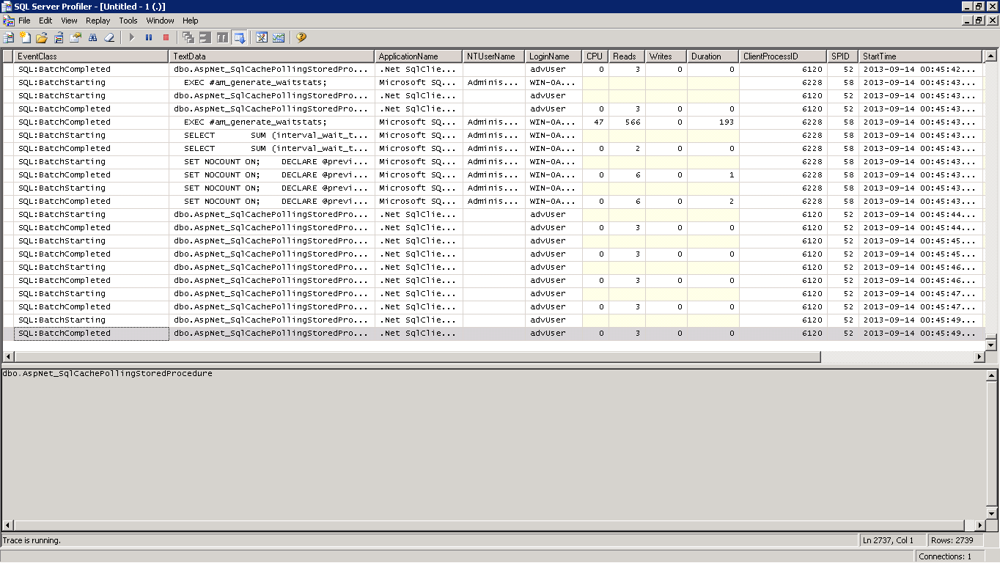 SQL Server Profiler - [Untitled - 1 (.)]
File Edit View Replay Tools Window Help
EventClass TextData ApplicationName NTUserName LoginName CPU Reads Writes Duration ClientProcessID SPID StartTime
SQL:BatchCompleted dbo.AspNet_SqlCachePollingStoredPro... .Net SqlClie... advUser 0 3 0 0 6120 52 2013-09-14 00:45:42...
SQL:BatchStarting EXEC #am_generate_waitstats; Microsoft SQ... Adminis... WIN-0A... 6228 58 2013-09-14 00:45:43...
SQL:BatchStarting dbo.AspNet_SqlCachePollingStoredPro... .Net SqlClie... advUser 6120 52 2013-09-14 00:45:43...
SQL:BatchCompleted dbo.AspNet_SqlCachePollingStoredPro... .Net SqlClie... advUser 0 3 0 0 6120 52 2013-09-14 00:45:43...
SQL:BatchCompleted EXEC #am_generate_waitstats; Microsoft SQ... Adminis... WIN-0A... 47 566 0 193 6228 58 2013-09-14 00:45:43...
SQL:BatchStarting SELECT SUM (interval_wait_t... Microsoft SQ... Adminis... WIN-0A... 6228 58 2013-09-14 00:45:43...
SQL:BatchCompleted SELECT SUM (interval_wait_t... Microsoft SQ... Adminis... WIN-0A... 0 2 0 0 6228 58 2013-09-14 00:45:43...
SQL:BatchStarting SET NOCOUNT ON; DECLARE @previ... Microsoft SQ... Adminis... WIN-0A... 6228 58 2013-09-14 00:45:43...
SQL:BatchCompleted SET NOCOUNT ON; DECLARE @previ... Microsoft SQ... Adminis... WIN-0A... 0 6 0 1 6228 58 2013-09-14 00:45:43...
SQL:BatchStarting SET NOCOUNT ON; DECLARE @previ... Microsoft SQ... Adminis... WIN-0A... 6228 58 2013-09-14 00:45:43...
SQL:BatchCompleted SET NOCOUNT ON; DECLARE @previ... Microsoft SQ... Adminis... WIN-0A... 0 6 0 2 6228 58 2013-09-14 00:45:43...
SQL:BatchStarting dbo.AspNet_SqlCachePollingStoredPro... .Net SqlClie... advUser 6120 52 2013-09-14 00:45:44...
SQL:BatchCompleted dbo.AspNet_SqlCachePollingStoredPro... .Net SqlClie... advUser 0 3 0 0 6120 52 2013-09-14 00:45:44...
SQL:BatchStarting dbo.AspNet_SqlCachePollingStoredPro... .Net SqlClie... advUser 6120 52 2013-09-14 00:45:45...
SQL:BatchCompleted dbo.AspNet_SqlCachePollingStoredPro... .Net SqlClie... advUser 0 3 0 0 6120 52 2013-09-14 00:45:45...
SQL:BatchStarting dbo.AspNet_SqlCachePollingStoredPro... .Net SqlClie... advUser 6120 52 2013-09-14 00:45:46...
SQL:BatchCompleted dbo.AspNet_SqlCachePollingStoredPro... .Net SqlClie... advUser 0 3 0 0 6120 52 2013-09-14 00:45:46...
SQL:BatchStarting dbo.AspNet_SqlCachePollingStoredPro... .Net SqlClie... advUser 6120 52 2013-09-14 00:45:47...
SQL:BatchCompleted dbo.AspNet_SqlCachePollingStoredPro... .Net SqlClie... advUser 0 3 0 0 6120 52 2013-09-14 00:45:47...
SQL:BatchStarting dbo.AspNet_SqlCachePollingStoredPro... .Net SqlClie... advUser 6120 52 2013-09-14 00:45:49...
SQL:BatchCompleted dbo.AspNet_SqlCachePollingStoredPro... .Net SqlClie... advUser 0 3 0 0 6120 52 2013-09-14 00:45:49...
dbo.AspNet_SqlCachePollingStoredProcedure
Trace is running. Ln 2737, Col 1 Rows: 2739
Connections: 1